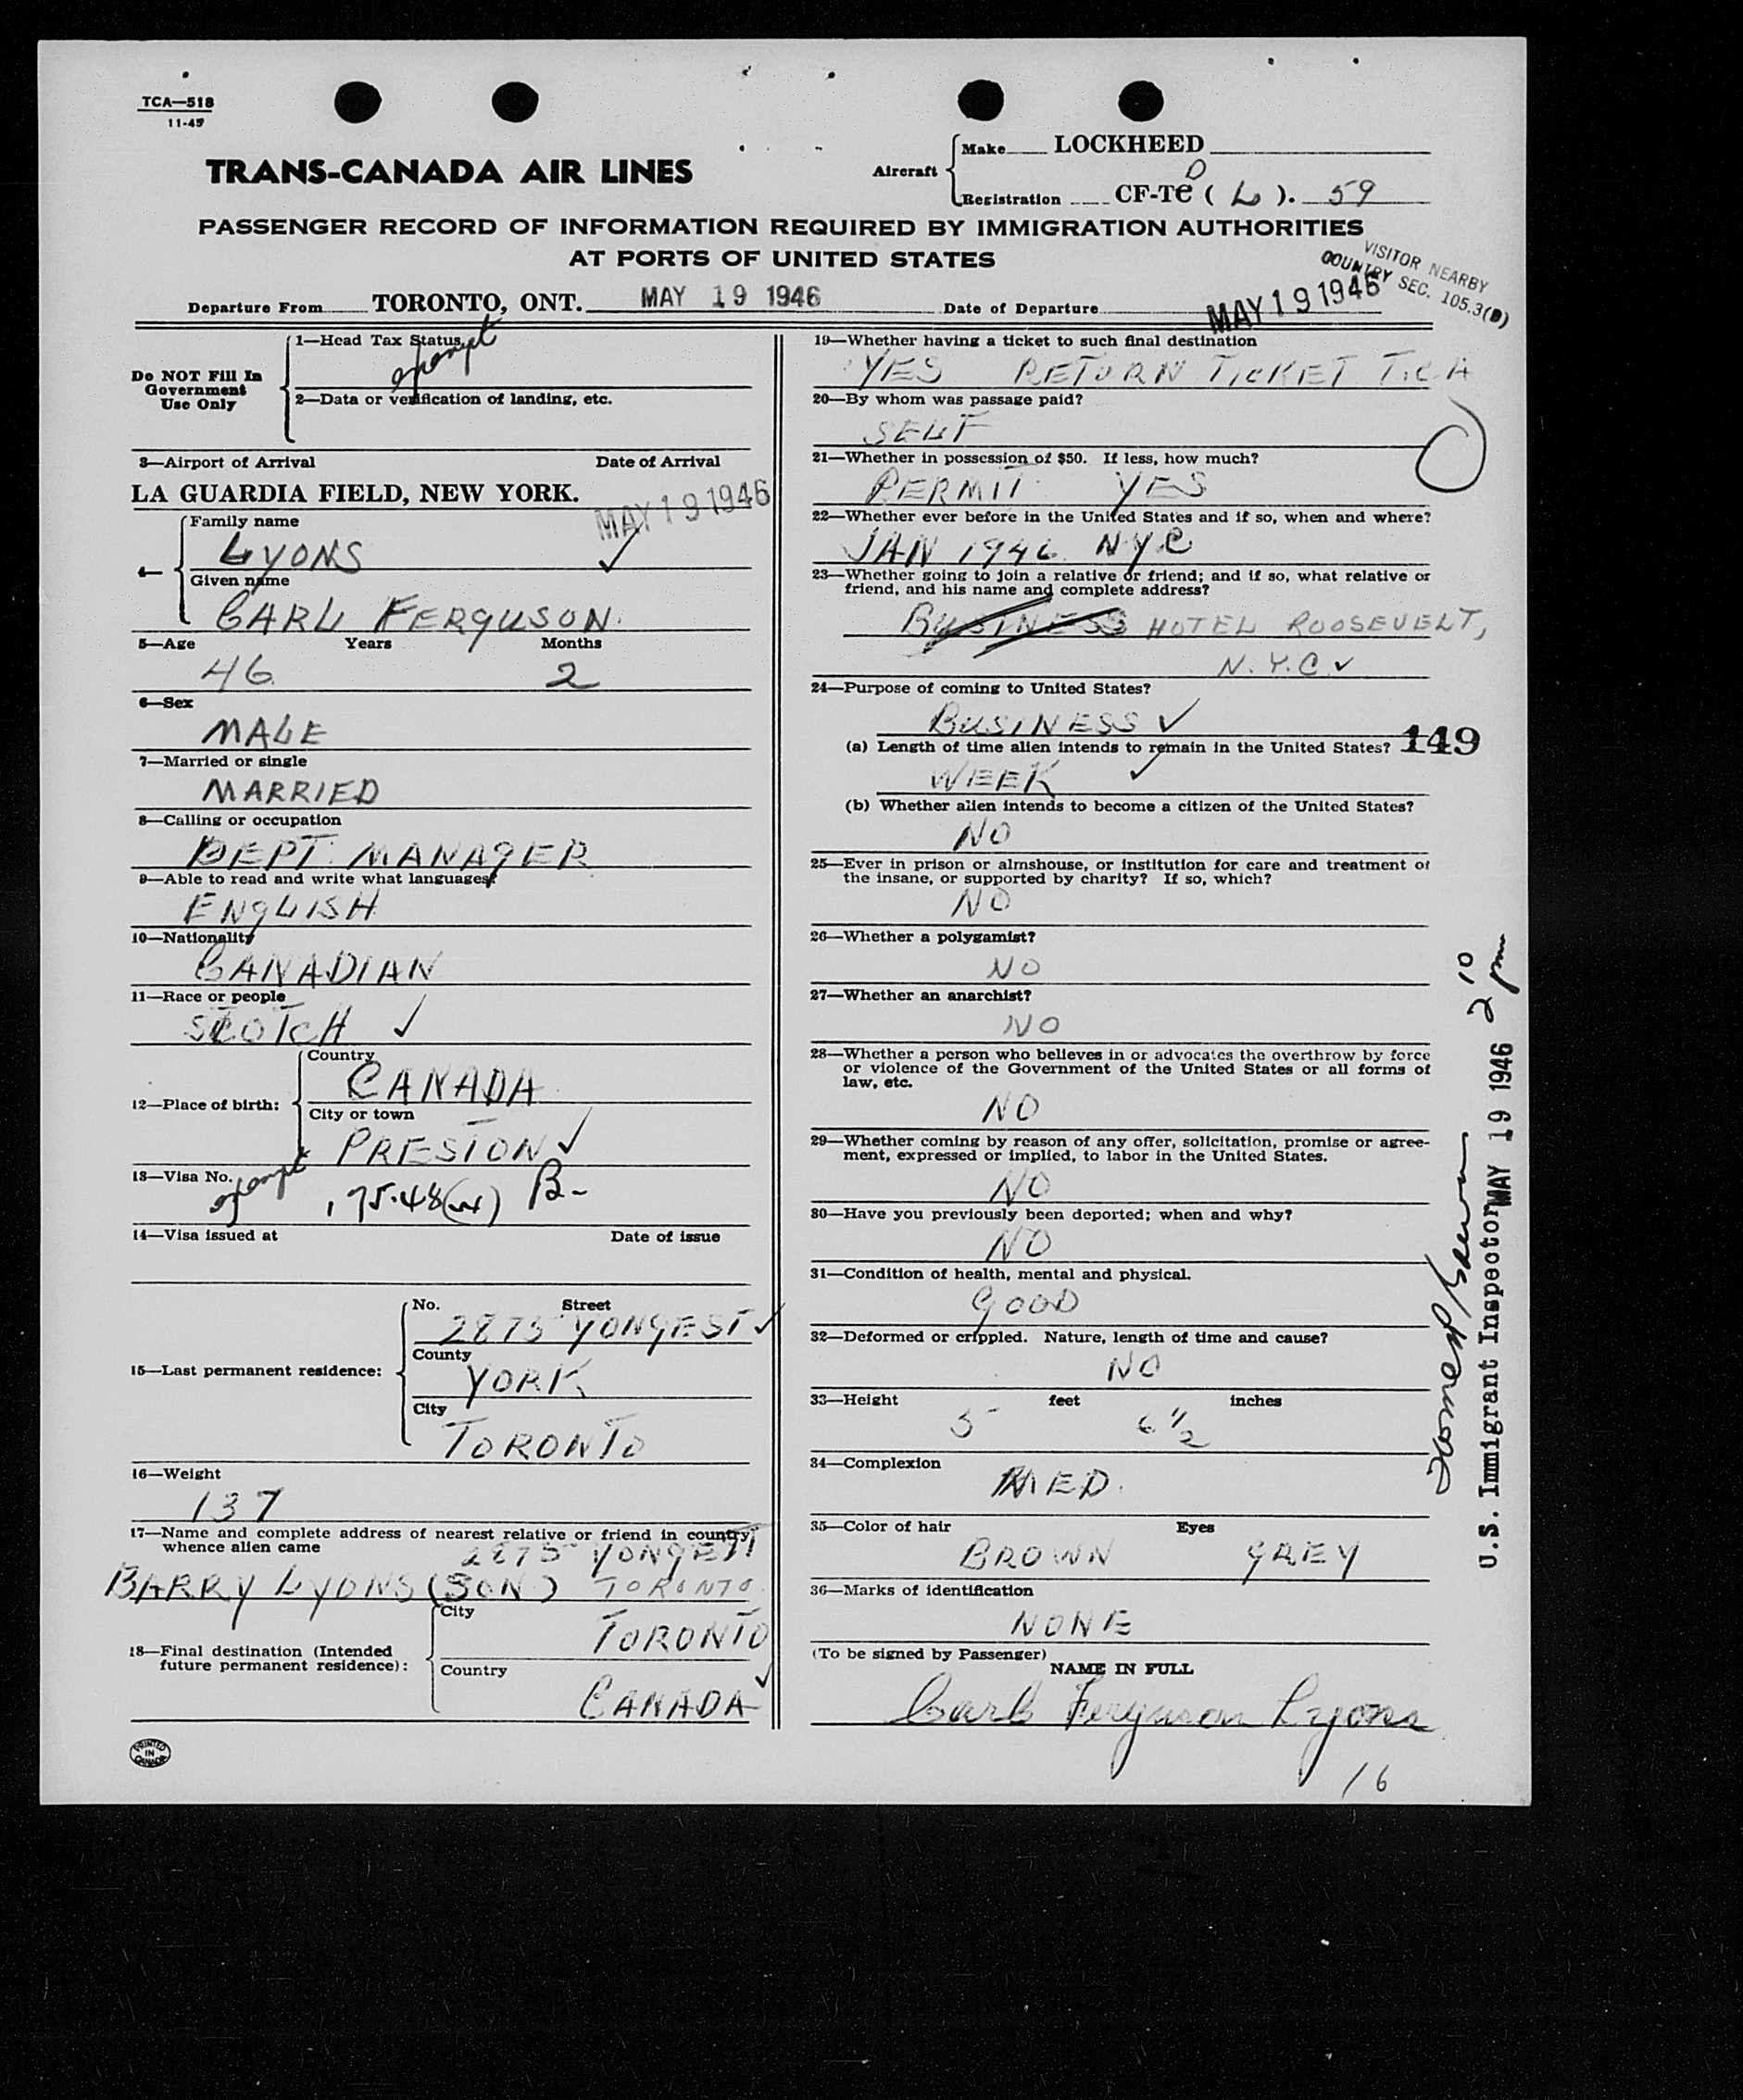 TCA—518
11-45
TRANS-CANADA AIR LINES
Aircraft
Make LOCKHEED
Registration CF-TC D ( L ). 59
PASSENGER RECORD OF INFORMATION REQUIRED BY IMMIGRATION AUTHORITIES
AT PORTS OF UNITED STATES
VISITOR NEARBY
COUNTRY SEC. 105.3(B)
Departure From TORONTO, ONT. MAY 19 1946 Date of Departure MAY 19 1946
Do NOT Fill In
Government
Use Only
1—Head Tax Status
exempt
2—Data or verification of landing, etc.
3—Airport of Arrival Date of Arrival
LA GUARDIA FIELD, NEW YORK. MAY 19 1946
4—
Family name
LYONS ✓
Given name
CARL FERGUSON.
5—Age Years Months
46 2
6—Sex
MALE
7—Married or single
MARRIED
8—Calling or occupation
DEPT. MANAGER
9—Able to read and write what languages?
ENGLISH
10—Nationality
CANADIAN
11—Race or people
SCOTCH ✓
12—Place of birth:
Country
CANADA
City or town
PRESTON ✓
13—Visa No.
exempt 175.48(w) B-
14—Visa issued at Date of issue
15—Last permanent residence:
No. Street
2875 YONGE ST ✓
County
YORK
City
TORONTO
16—Weight
137
17—Name and complete address of nearest relative or friend in country
whence alien came
2875 YONGE ST
BARRY LYONS (SON) TORONTO
18—Final destination (Intended
future permanent residence):
City
TORONTO
Country
CANADA ✓
PRINTED
IN
CANADA
19—Whether having a ticket to such final destination
YES RETURN TICKET TCA
20—By whom was passage paid?
SELF
21—Whether in possession of $50. If less, how much?
PERMIT YES
22—Whether ever before in the United States and if so, when and where?
JAN 1946 NYC
23—Whether going to join a relative or friend; and if so, what relative or
friend, and his name and complete address?
BUSINESS HOTEL ROOSEVELT,
N.Y.C ✓
24—Purpose of coming to United States?
BUSINESS ✓
(a) Length of time alien intends to remain in the United States? 149
WEEK ✓
(b) Whether alien intends to become a citizen of the United States?
NO
25—Ever in prison or almshouse, or institution for care and treatment of
the insane, or supported by charity? If so, which?
NO
26—Whether a polygamist?
NO
27—Whether an anarchist?
NO
28—Whether a person who believes in or advocates the overthrow by force
or violence of the Government of the United States or all forms of
law, etc.
NO
29—Whether coming by reason of any offer, solicitation, promise or agree-
ment, expressed or implied, to labor in the United States.
NO
30—Have you previously been deported; when and why?
NO
31—Condition of health, mental and physical.
GOOD
32—Deformed or crippled. Nature, length of time and cause?
NO
33—Height feet inches
5 6 1/2
34—Complexion
MED.
35—Color of hair Eyes
BROWN GREY
36—Marks of identification
NONE
(To be signed by Passenger)
NAME IN FULL
Carl Ferguson Lyons
16
U.S. Immigrant Inspector MAY 19 1946 2 10 pm